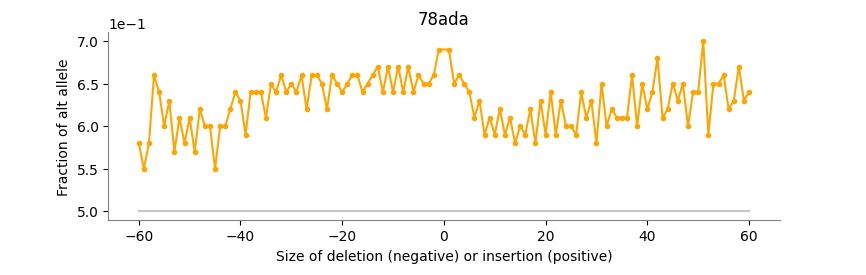 78ada
1e−1
7.0
6.5
6.0
5.5
5.0
Fraction of alt allele
−60 −40 −20 0 20 40 60
Size of deletion (negative) or insertion (positive)